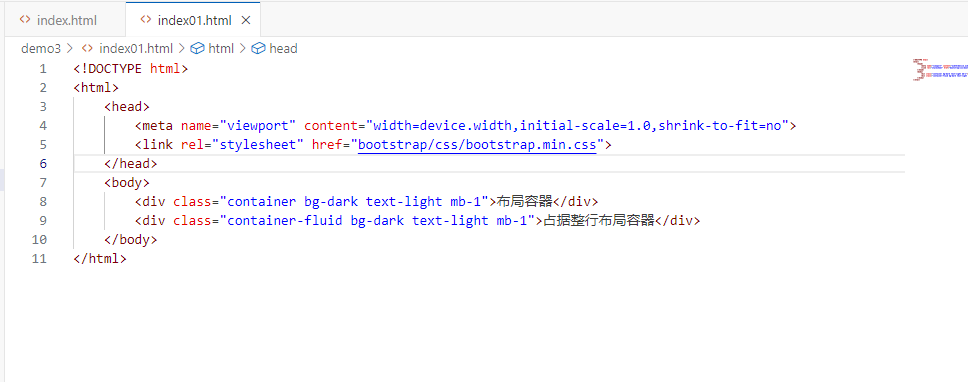 index.html index01.html
demo3 > index01.html > html > head
1 <!DOCTYPE html>
2 <html>
3 <head>
4 <meta name="viewport" content="width=device.width,initial-scale=1.0,shrink-to-fit=no">
5 <link rel="stylesheet" href="bootstrap/css/bootstrap.min.css">
6 </head>
7 <body>
8 <div class="container bg-dark text-light mb-1">布局容器</div>
9 <div class="container-fluid bg-dark text-light mb-1">占据整行布局容器</div>
10 </body>
11 </html>